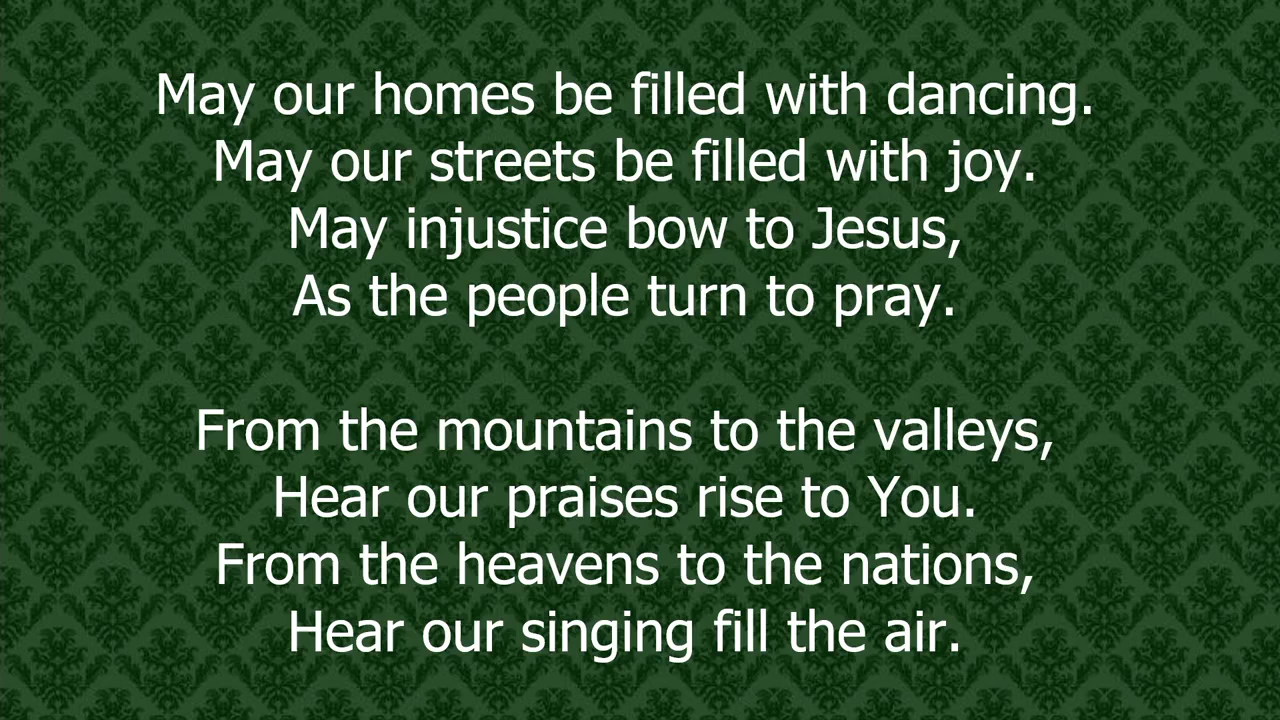 May our homes be filled with dancing.
May our streets be filled with joy.
May injustice bow to Jesus,
As the people turn to pray.
From the mountains to the valleys,
Hear our praises rise to You.
From the heavens to the nations,
Hear our singing fill the air.